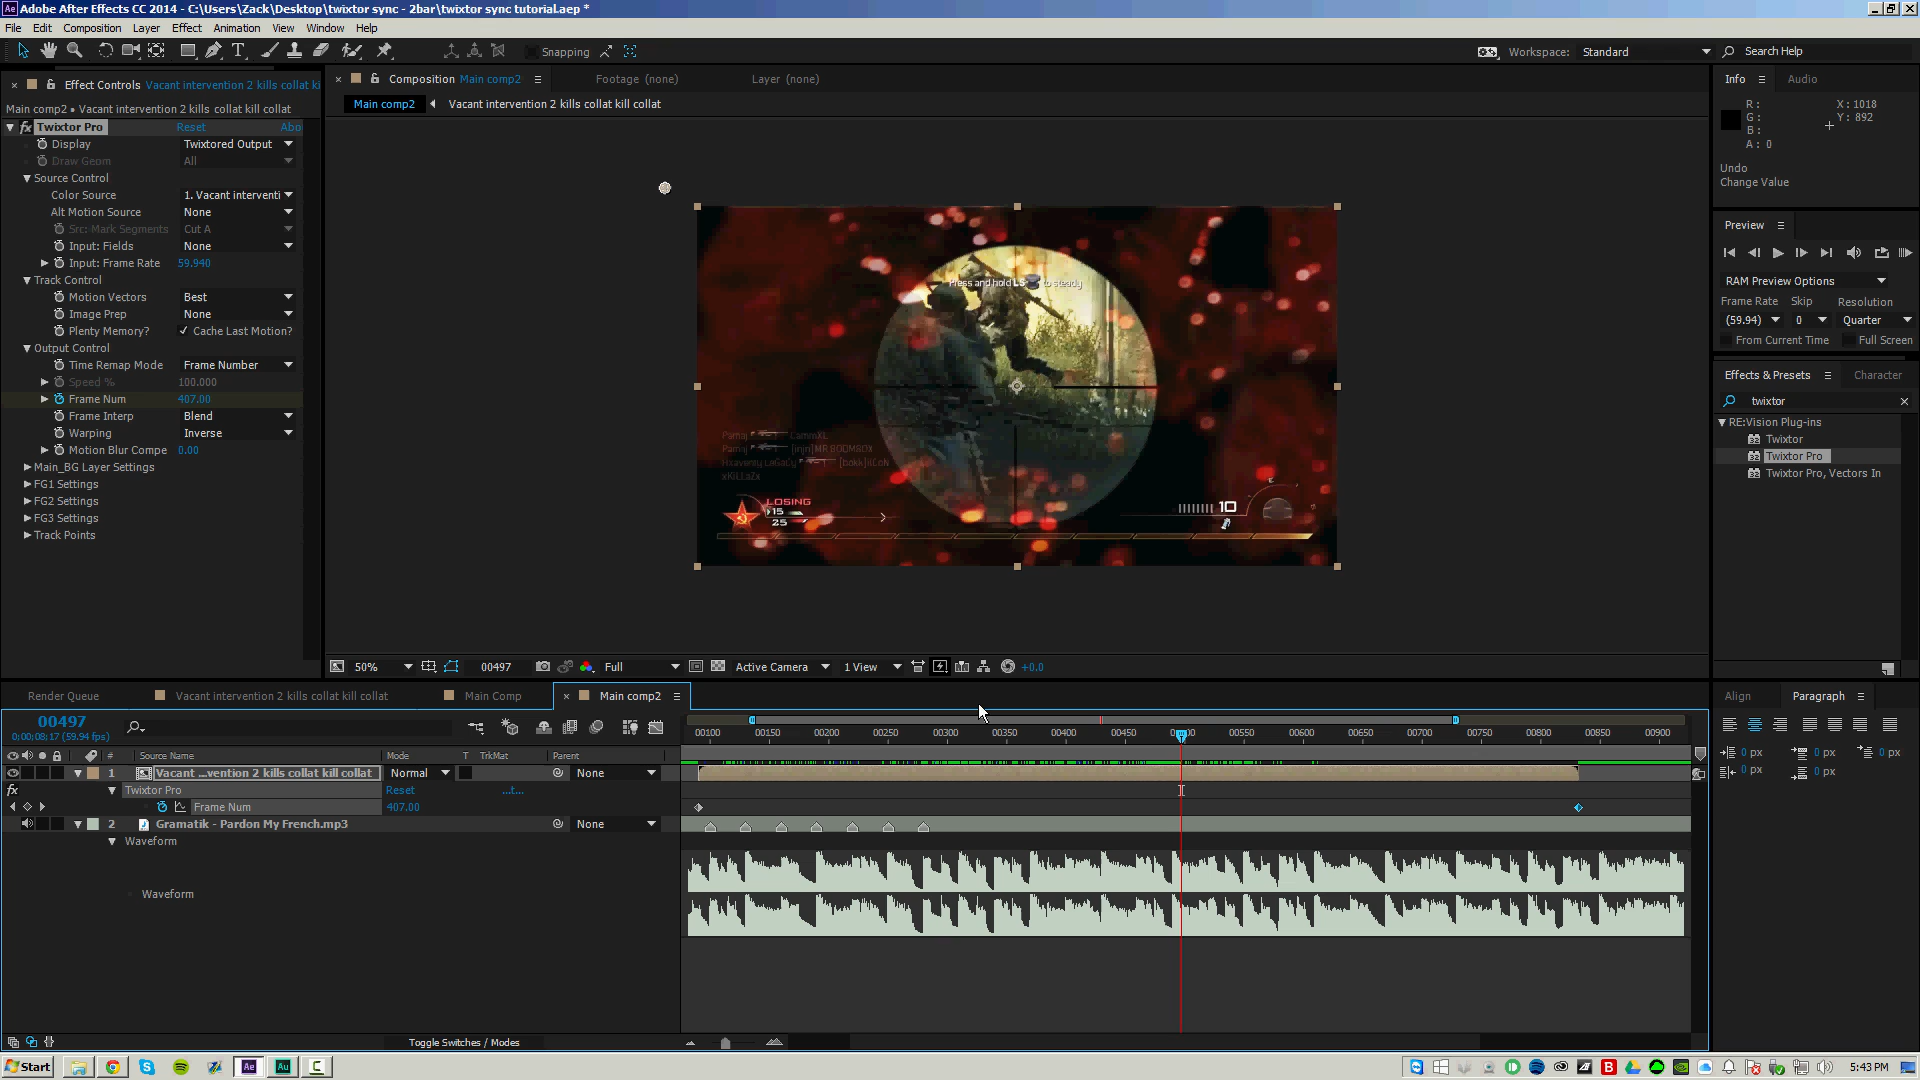 Adobe After Effects CC 2014 - C:\Users\Zack\Desktop\twixtor sync - 2bar\twixtor sync tutorial.aep *
File Edit Composition Layer Effect Animation View Window Help
Snapping
Workspace: Standard
Search Help
Effect Controls Vacant intervention 2 kills collat ki
Main comp2 • Vacant intervention 2 kills collat kill collat
fx Twixtor Pro Reset Abo
Display Twixtored Output
Draw Geom All
Source Control
Color Source 1. Vacant interventi
Alt Motion Source None
Src: Mark Segments Cut A
Input: Fields None
Input: Frame Rate 59.940
Track Control
Motion Vectors Best
Image Prep None
Plenty Memory? Cache Last Motion?
Output Control
Time Remap Mode Frame Number
Speed % 100.000
Frame Num 407.00
Frame Interp Blend
Warping Inverse
Motion Blur Compe 0.00
Main_BG Layer Settings
FG1 Settings
FG2 Settings
FG3 Settings
Track Points
Composition Main comp2
Footage (none)
Layer (none)
Main comp2 Vacant intervention 2 kills collat kill collat
Press and hold LS to steady
LOSING
15
25
10
50% 00497 Full Active Camera 1 View +0.0
Info Audio
R : X : 1018
G : Y : 892
B :
A : 0
Undo
Change Value
Preview
RAM Preview Options
Frame Rate Skip Resolution
(59.94) 0 Quarter
From Current Time Full Screen
Effects & Presets Character
twixtor
RE:Vision Plug-ins
Twixtor
Twixtor Pro
Twixtor Pro, Vectors In
Align Paragraph
0 px 0 px 0 px
0 px 0 px
Render Queue Vacant intervention 2 kills collat kill collat Main Comp Main comp2
00497
0;00;08;17 (59.94 fps)
00100 00150 00200 00250 00300 00350 00400 00450 00550 00600 00650 00700 00750 00800 00850 00900
# Source Name Mode T TrkMat Parent
1 Vacant ...vention 2 kills collat kill collat Normal None
fx Twixtor Pro Reset ...t...
Frame Num 407.00
2 Gramatik - Pardon My French.mp3 None
Waveform
Waveform
Toggle Switches / Modes
Start Ae Au C
5:43 PM